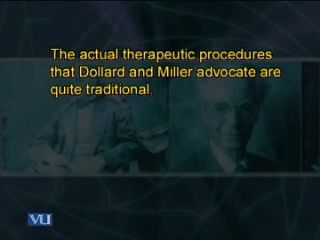 The actual therapeutic procedures
that Dollard and Miller advocate are
quite traditional.
VU